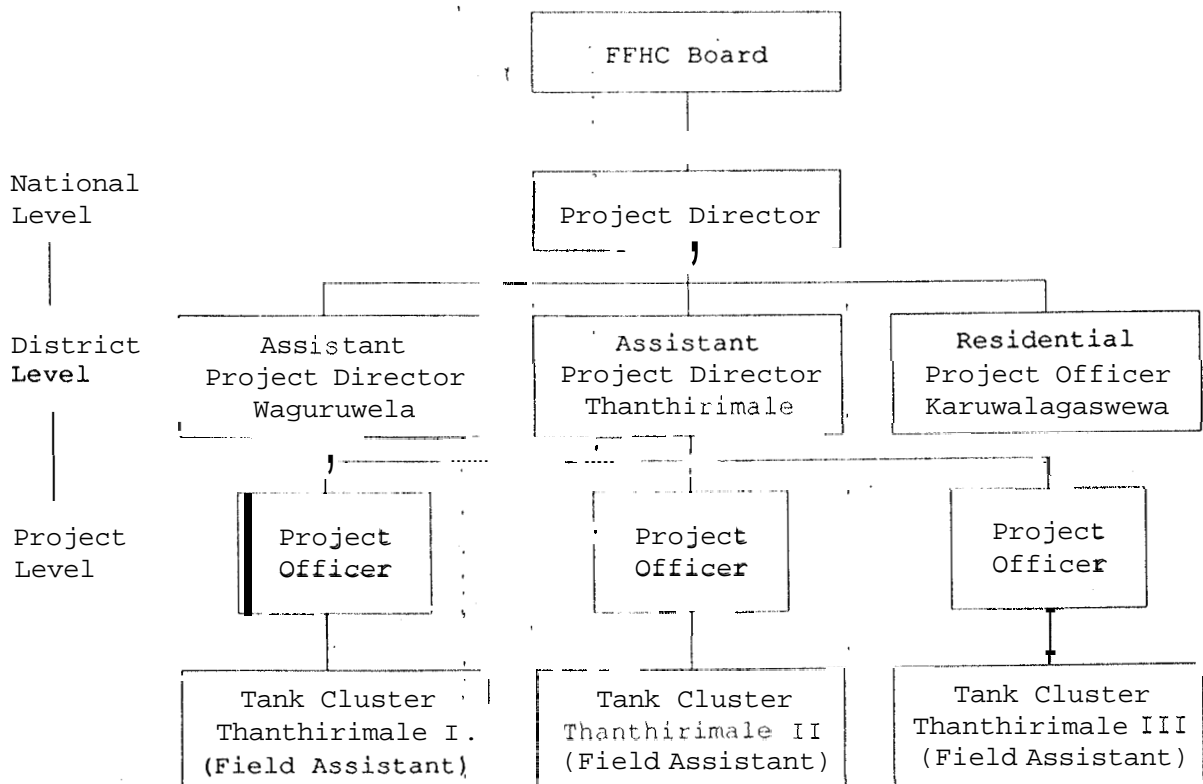 FFHC Board
National
Level
Project Director
District
Level
Assistant
Project Director
Waguruwela
Assistant
Project Director
Thanthirimale
Residential
Project Officer
Karuwalagaswewa
Project
Level
Project
Officer
Project
Officer
Project
Officer
Tank Cluster
Thanthirimale I.
(Field Assistant)
Tank Cluster
Thanthirimale II
(Field Assistant)
Tank Cluster
Thanthirimale III
(Field Assistant)